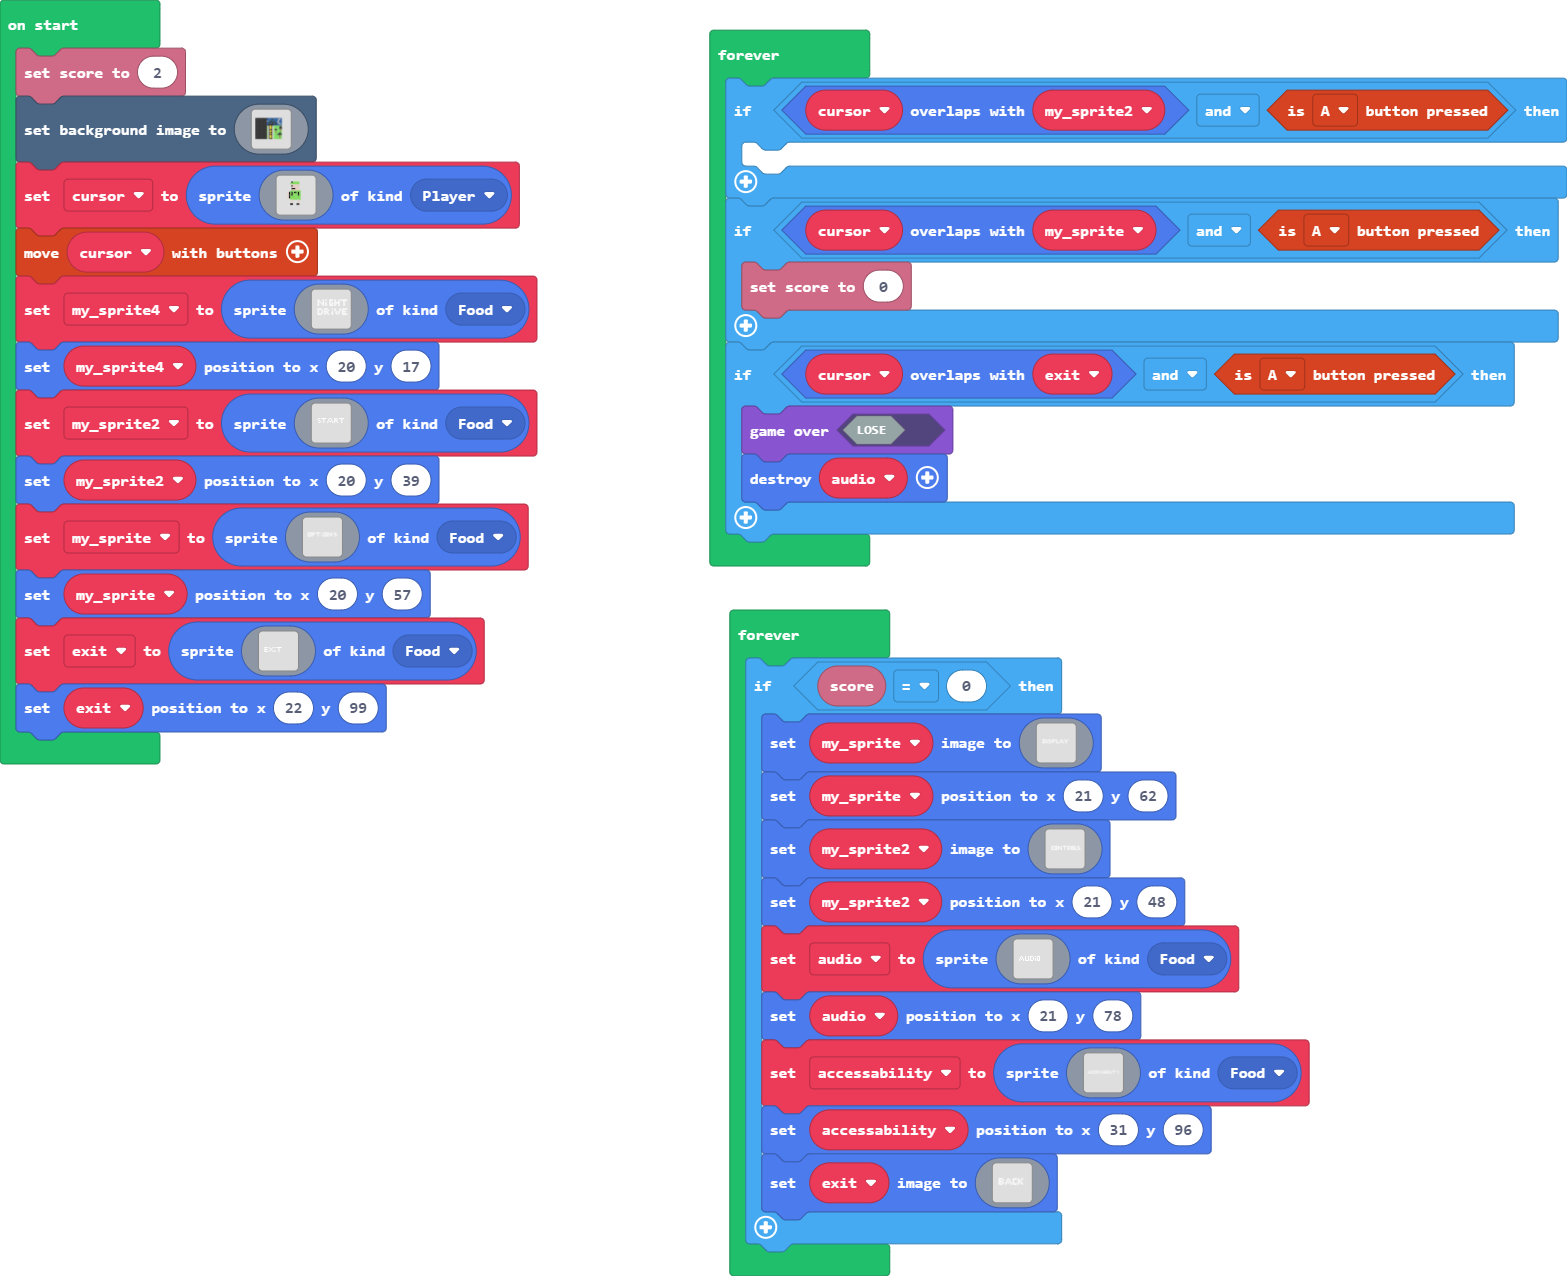 on start
set score to 2
set background image to
set cursor to sprite of kind Player
move cursor with buttons
set my_sprite4 to sprite NIGHT DRIVE of kind Food
set my_sprite4 position to x 20 y 17
set my_sprite2 to sprite START of kind Food
set my_sprite2 position to x 20 y 39
set my_sprite to sprite OPTIONS of kind Food
set my_sprite position to x 20 y 57
set exit to sprite EXIT of kind Food
set exit position to x 22 y 99
forever
if cursor overlaps with my_sprite2 and is A button pressed then
if cursor overlaps with my_sprite and is A button pressed then
set score to 0
if cursor overlaps with exit and is A button pressed then
game over LOSE
destroy audio
forever
if score = 0 then
set my_sprite image to DISPLAY
set my_sprite position to x 21 y 62
set my_sprite2 image to
set my_sprite2 position to x 21 y 48
set audio to sprite AUDIO of kind Food
set audio position to x 21 y 78
set accessability to sprite of kind Food
set accessability position to x 31 y 96
set exit image to BACK